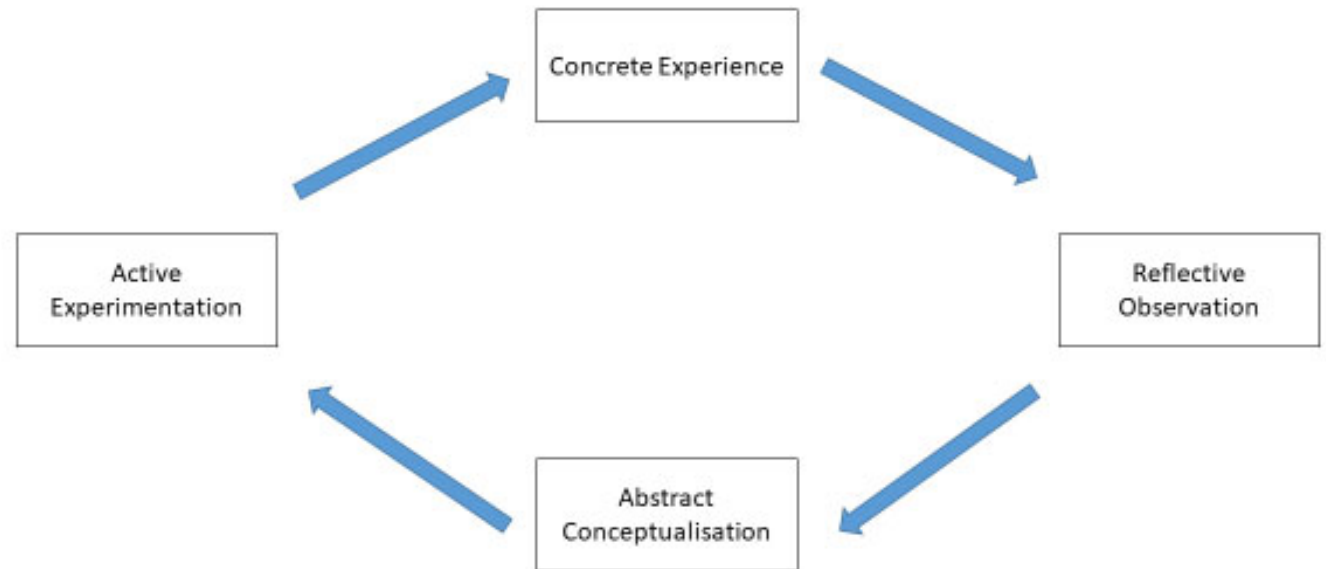 Concrete Experience
Active
Experimentation
Reflective
Observation
Abstract
Conceptualisation